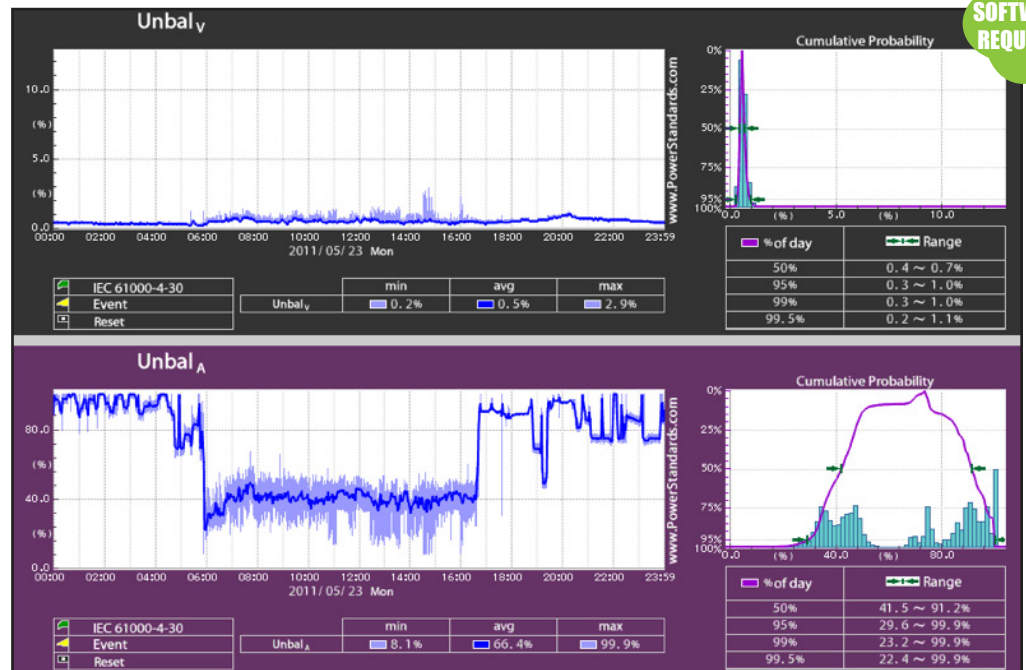 SOFTW
REQU
Unbal V
10.0
(%)
5.0
(%)
0.0
00:00 02:00 04:00 06:00 08:00 10:00 12:00 14:00 16:00 18:00 20:00 22:00 23:59
2011/05/23 Mon
www.PowerStandards.com
Cumulative Probability
0%
25%
50%
75%
95%
100%
0.0 (%) 5.0 (%) 10.0
IEC 61000-4-30
Event
Reset
min avg max
Unbal V 0.2% 0.5% 2.9%
% of day Range
50% 0.4 ~ 0.7%
95% 0.3 ~ 1.0%
99% 0.3 ~ 1.0%
99.5% 0.2 ~ 1.1%
Unbal A
80.0
(%)
40.0
(%)
0.0
00:00 02:00 04:00 06:00 08:00 10:00 12:00 14:00 16:00 18:00 20:00 22:00 23:59
2011/05/23 Mon
www.PowerStandards.com
Cumulative Probability
0%
25%
50%
75%
95%
100%
0.0 (%) 40.0 (%) 80.0
IEC 61000-4-30
Event
Reset
min avg max
Unbal A 8.1% 66.4% 99.9%
% of day Range
50% 41.5 ~ 91.2%
95% 29.6 ~ 99.9%
99% 23.2 ~ 99.9%
99.5% 22.4 ~ 99.9%